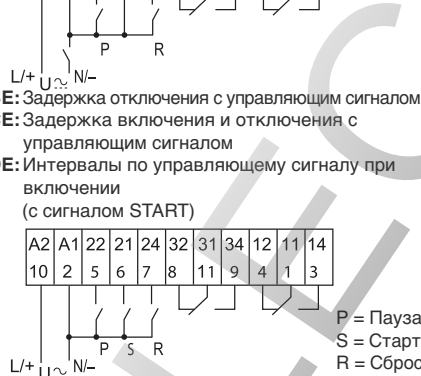 P R
L/+ U~ N/–
E: Задержка отключения с управляющим сигналом
E: Задержка включения и отключения с
управляющим сигналом
E: Интервалы по управляющему сигналу при
включении
(с сигналом START)
A2 A1 22 21 24 32 31 34 12 11 14
10 2 5 6 7 8 11 9 4 1 3
P = Пауза
P S R
S = Старт
L/+ U~ N/–
R = Сброс